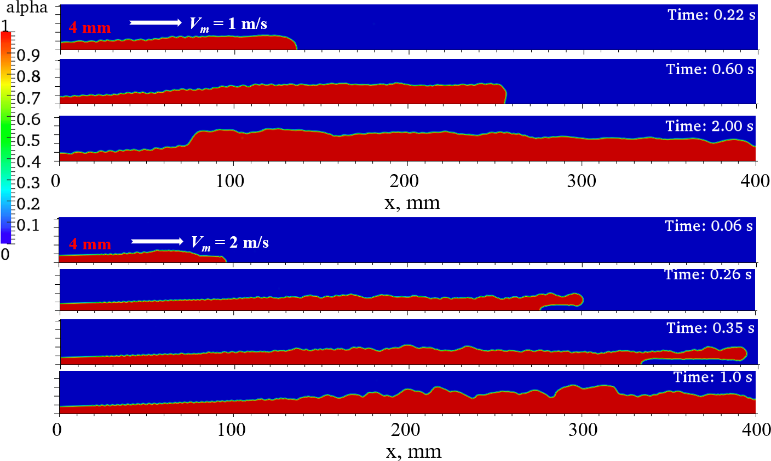 alpha
1
0.9
0.8
0.7
0.6
0.5
0.4
0.3
0.2
0.1
0
4 mm Vm = 1 m/s Time: 0.22 s
Time: 0.60 s
Time: 2.00 s
0 100 200 300 400
x, mm
4 mm Vm = 2 m/s Time: 0.06 s
Time: 0.26 s
Time: 0.35 s
Time: 1.0 s
0 100 200 300 400
x, mm